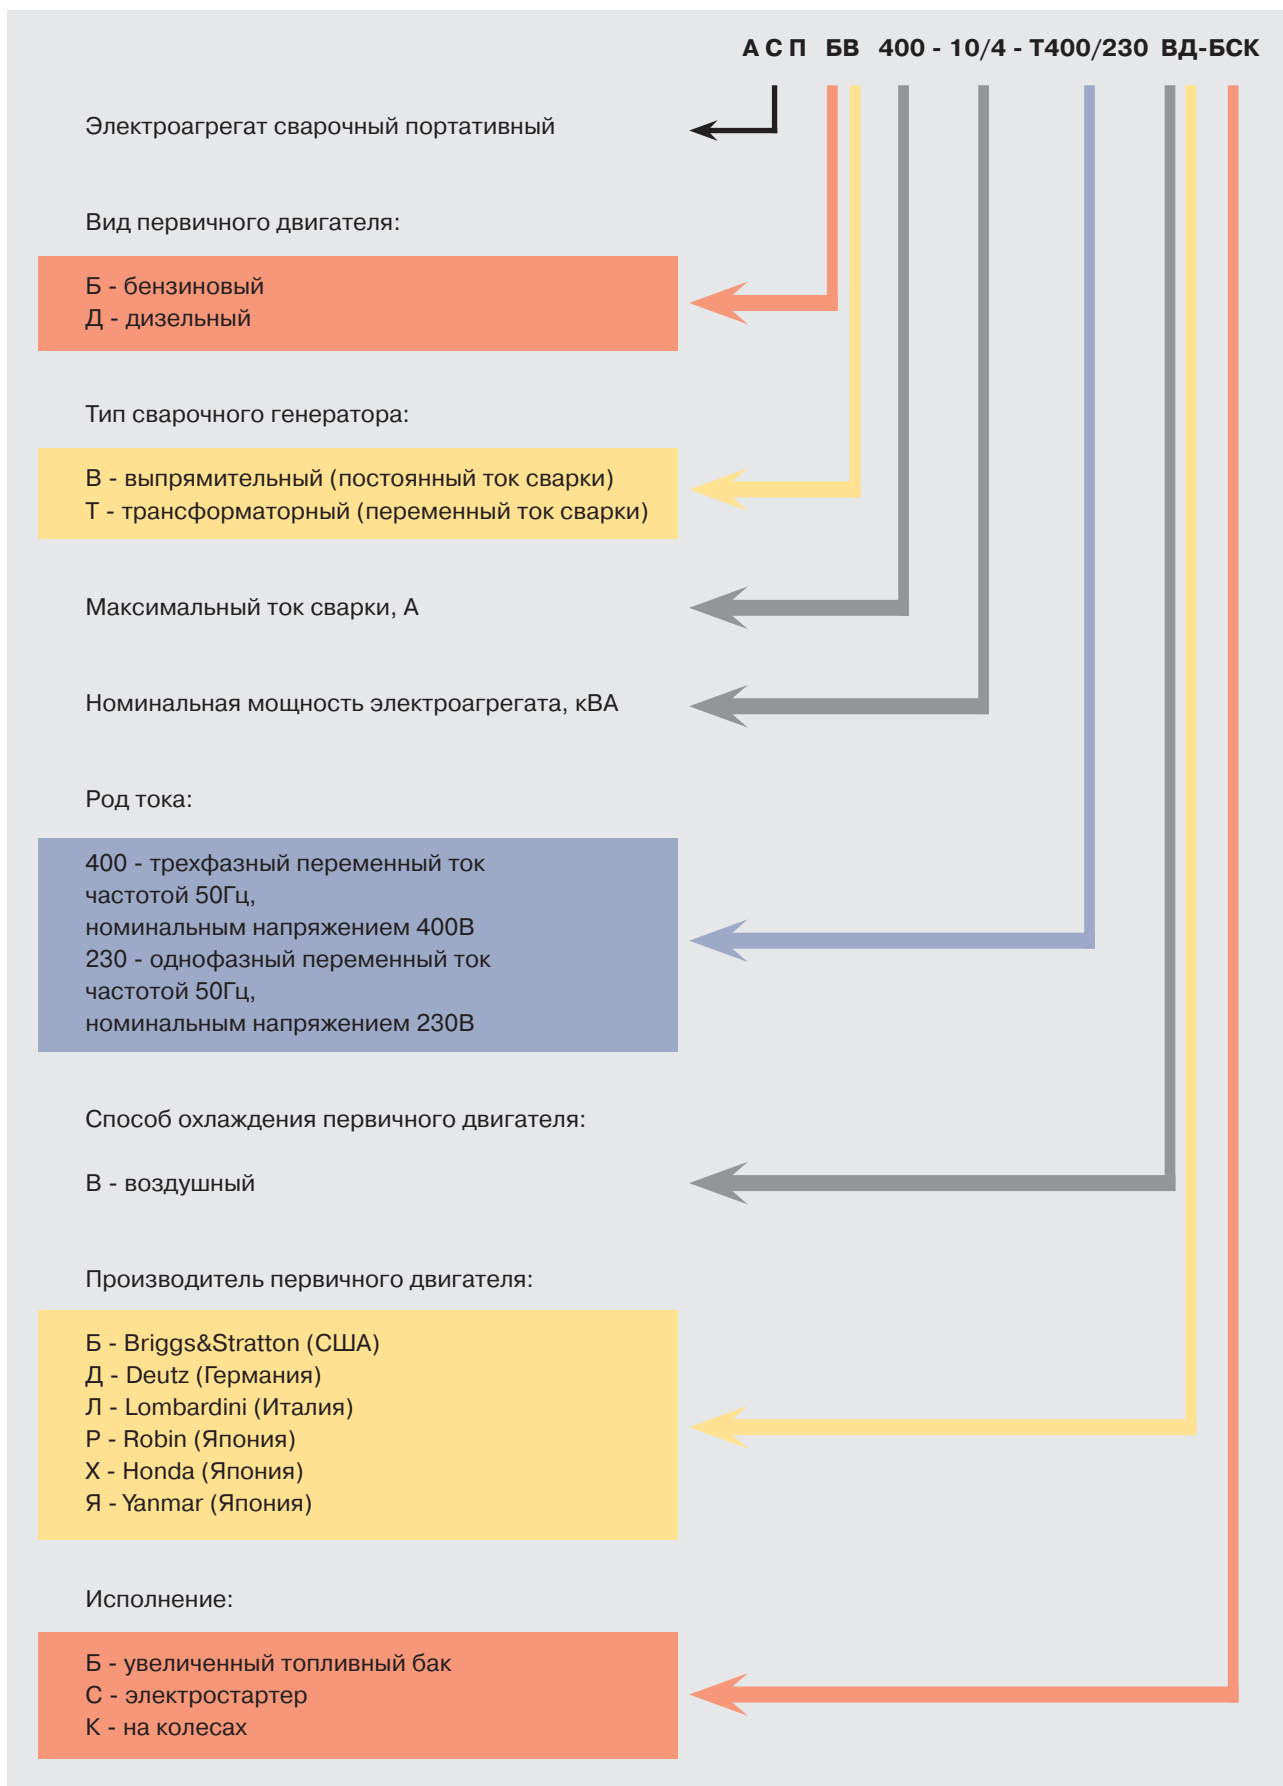 А С П БВ 400 - 10/4 - Т400/230 ВД-БСК
Электроагрегат сварочный портативный
Вид первичного двигателя:
Б - бензиновый
Д - дизельный
Тип сварочного генератора:
В - выпрямительный (постоянный ток сварки)
Т - трансформаторный (переменный ток сварки)
Максимальный ток сварки, А
Номинальная мощность электроагрегата, кВА
Род тока:
400 - трехфазный переменный ток
частотой 50Гц,
номинальным напряжением 400В
230 - однофазный переменный ток
частотой 50Гц,
номинальным напряжением 230В
Способ охлаждения первичного двигателя:
В - воздушный
Производитель первичного двигателя:
Б - Briggs&Stratton (США)
Д - Deutz (Германия)
Л - Lombardini (Италия)
Р - Robin (Япония)
Х - Honda (Япония)
Я - Yanmar (Япония)
Исполнение:
Б - увеличенный топливный бак
С - электростартер
К - на колесах